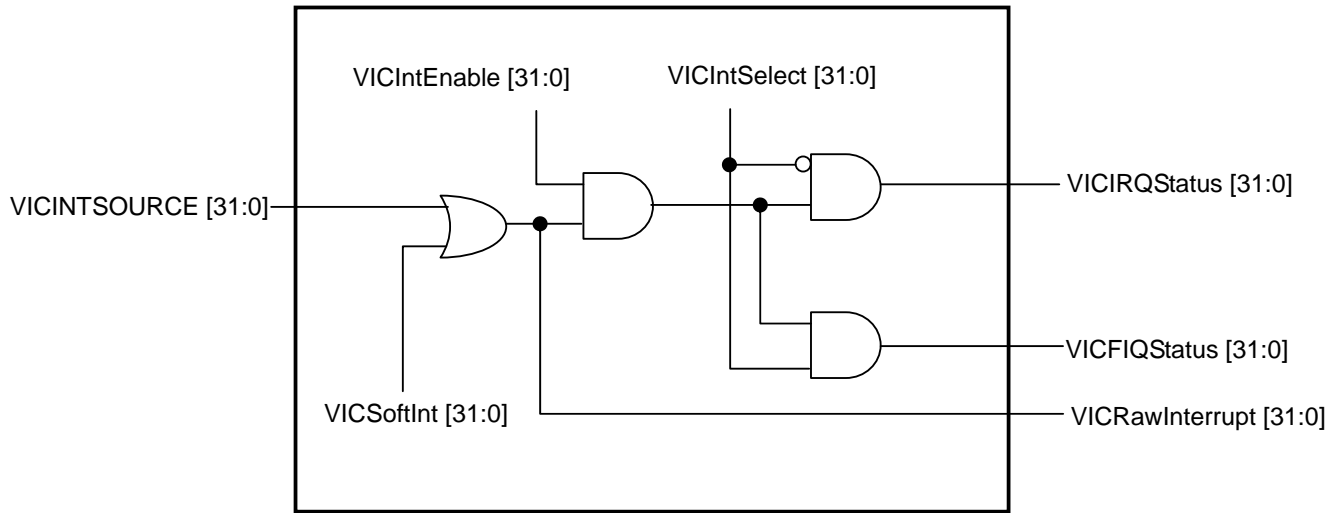 VICIntEnable [31:0]
VICIntSelect [31:0]
VICINTSOURCE [31:0]
VICIRQStatus [31:0]
VICFIQStatus [31:0]
VICSoftInt [31:0]
VICRawInterrupt [31:0]